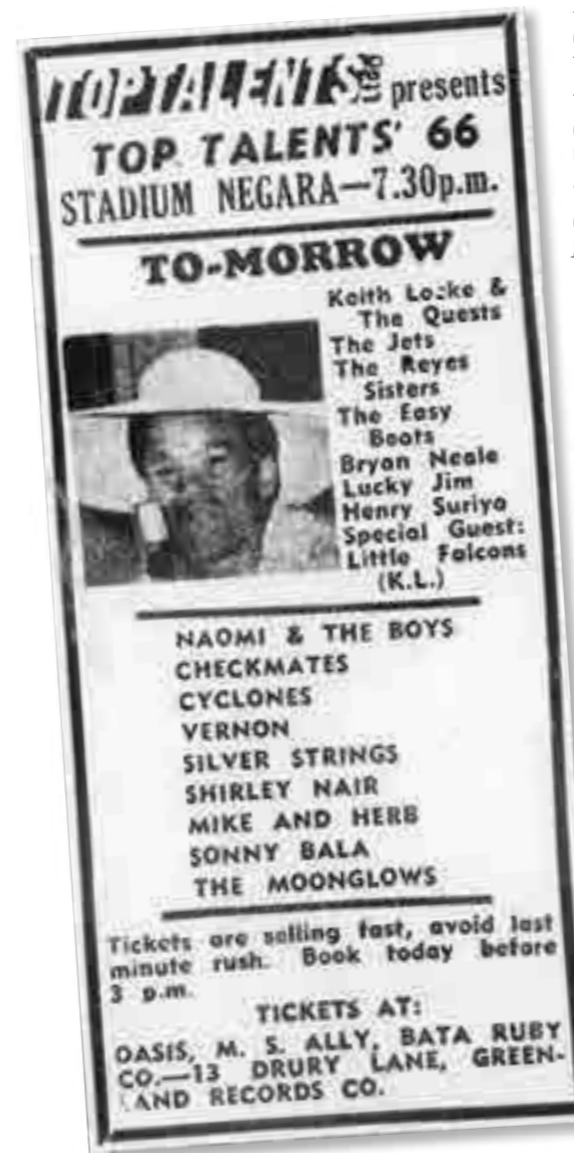 TOP TALENTS presents
TOP TALENTS' 66
STADIUM NEGARA—7.30p.m.
TO-MORROW
Keith Locke &
The Quests
The Jets
The Reyes
Sisters
The Easy
Beats
Bryan Neale
Lucky Jim
Henry Suriya
Special Guest:
Little Falcons
(K.L.)
NAOMI & THE BOYS
CHECKMATES
CYCLONES
VERNON
SILVER STRINGS
SHIRLEY NAIR
MIKE AND HERB
SONNY BALA
THE MOONGLOWS
Tickets are selling fast, avoid last
minute rush. Book today before
3 p.m.
TICKETS AT:
OASIS, M. S. ALLY, BATA RUBY
CO.—13 DRURY LANE, GREEN-
LAND RECORDS CO.